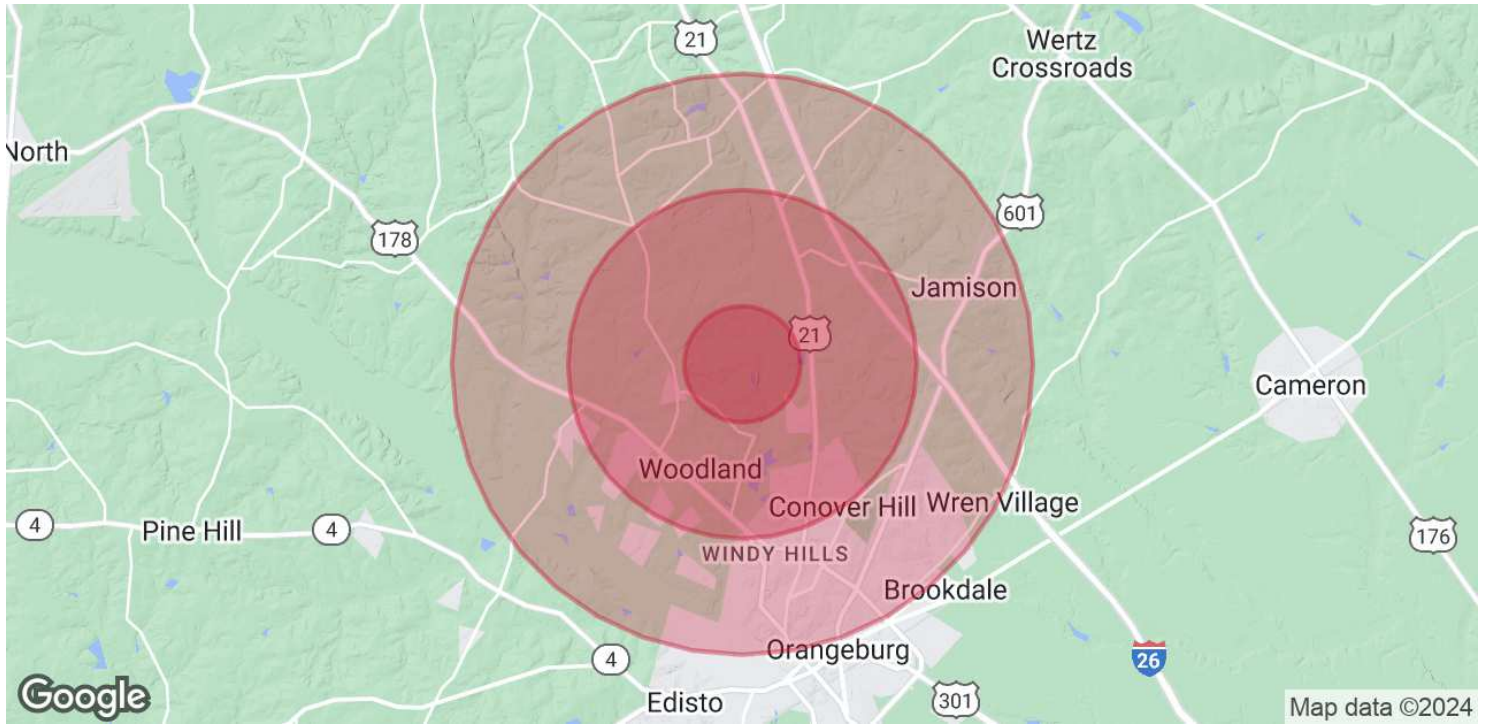 21
Wertz
Crossroads
North
178
601
Jamison
21
Cameron
Woodland
Conover Hill
Wren Village
4
Pine Hill
4
176
WINDY HILLS
Brookdale
Orangeburg
4
26
Edisto
301
Google
Map data ©2024